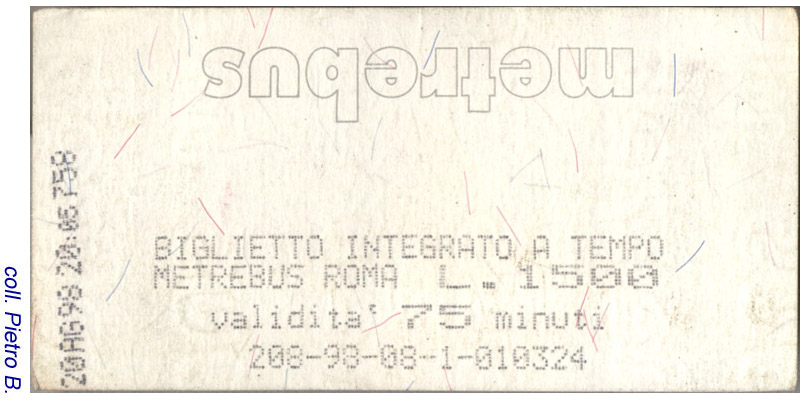 metrebus
BIGLIETTO INTEGRATO A TEMPO
METREBUS ROMA L. 1500
validita' 75 minuti
208-98-08-1-010324
20AG98 20:05 758
coll. Pietro B.